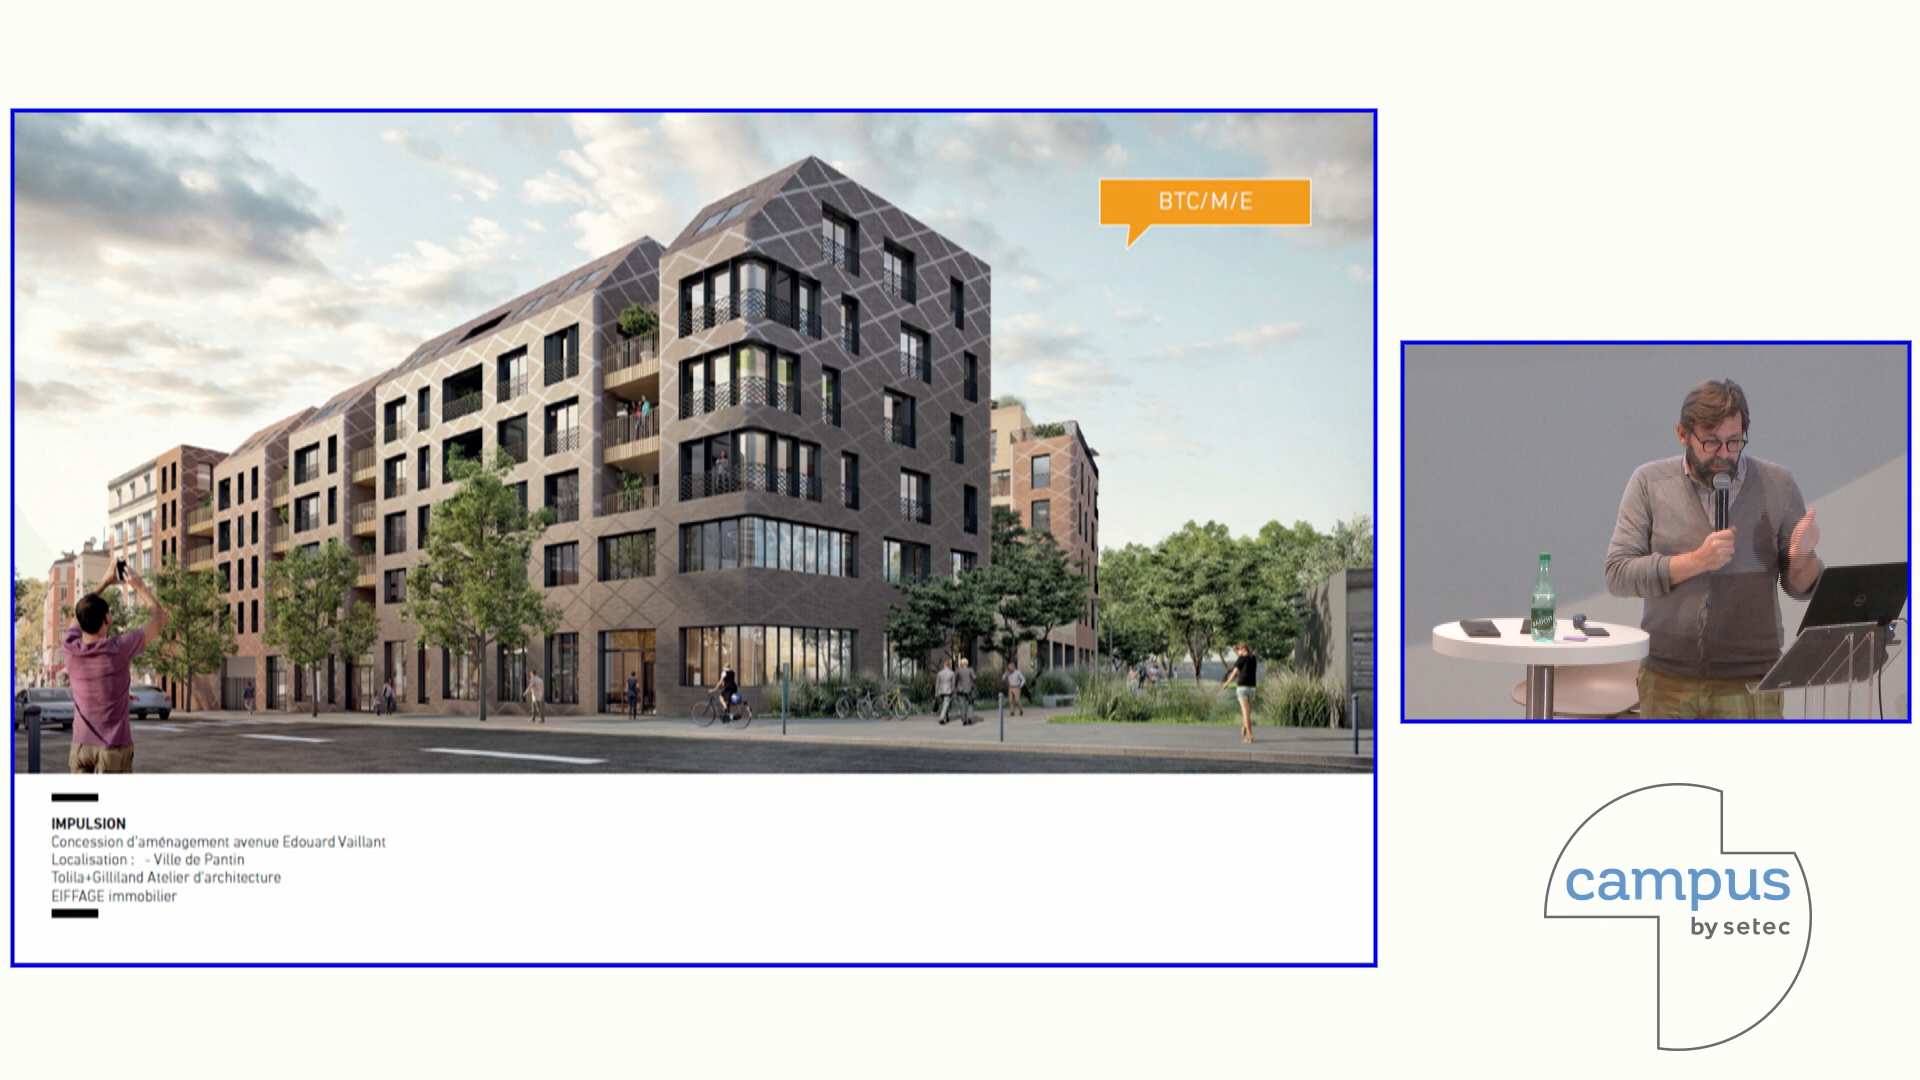 BTC/M/E
IMPULSION
Concession d'aménagement avenue Edouard Vaillant
Localisation : - Ville de Pantin
Tolila+Gilliland Atelier d'architecture
EIFFAGE immobilier
campus
by setec